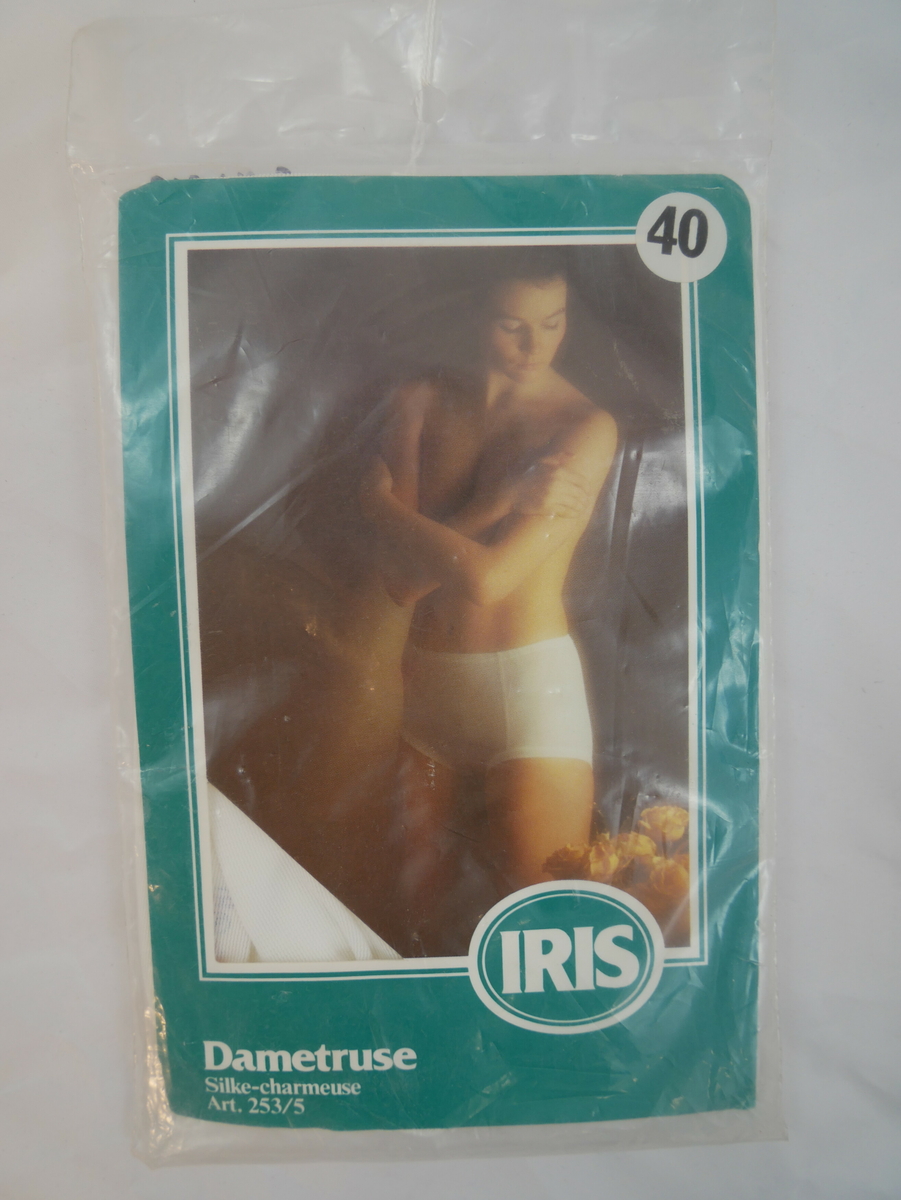 40
IRIS
Dametruse
Silke-charmeuse
Art. 253/5